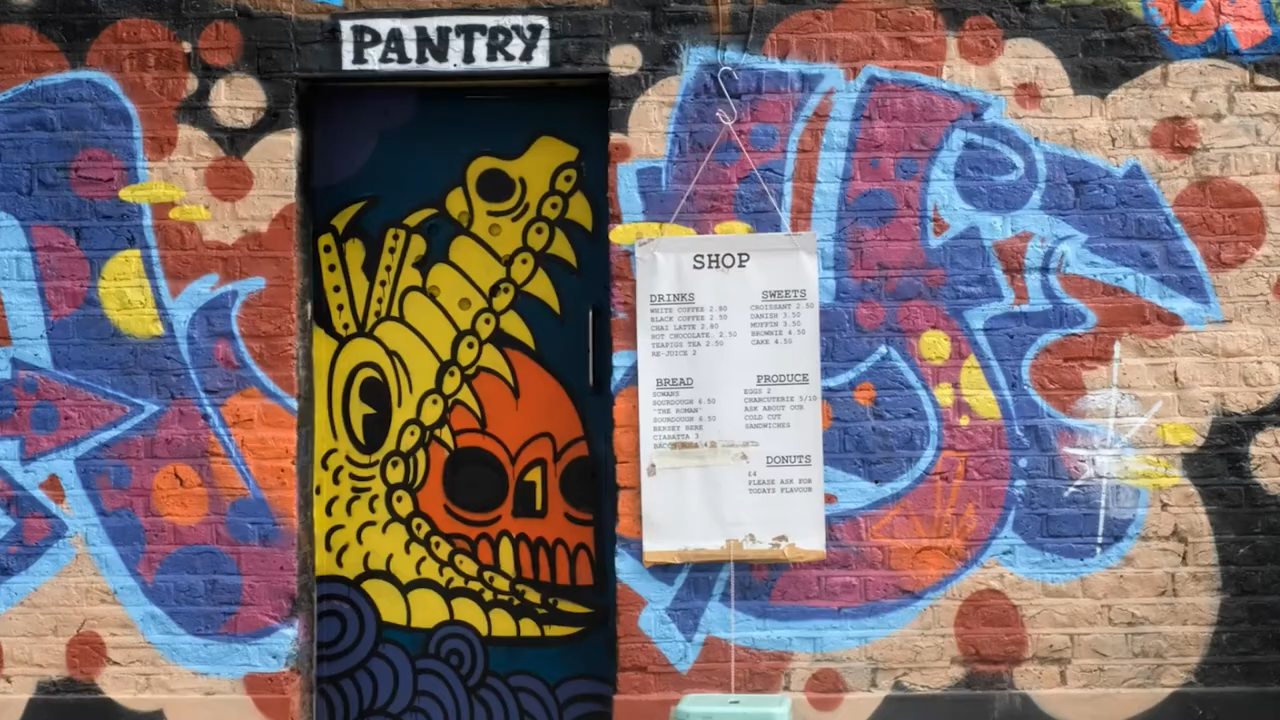 PANTRY
SHOP
DRINKS
WHITE COFFEE 2.80
BLACK COFFEE 2.50
CHAI LATTE 2.80
HOT CHOCOLATE. 2.50
TEAPIGS TEA 2.50
RE-JUICE 2
SWEETS
CROISSANT 2.50
DANISH 3.50
MUFFIN 3.50
BROWNIE 4.50
CAKE 4.50
BREAD
SOURDOUGH 6.50
"THE ROMAN"
SOURDOUGH 6.50
BERSEY BERE
CIABATTA 3
PRODUCE
EGGS 2
CHARCUTERIE 5/10
ASK ABOUT OUR
COLD CUT
SANDWICHES
DONUTS
£4
PLEASE ASK FOR
TODAYS FLAVOUR
1